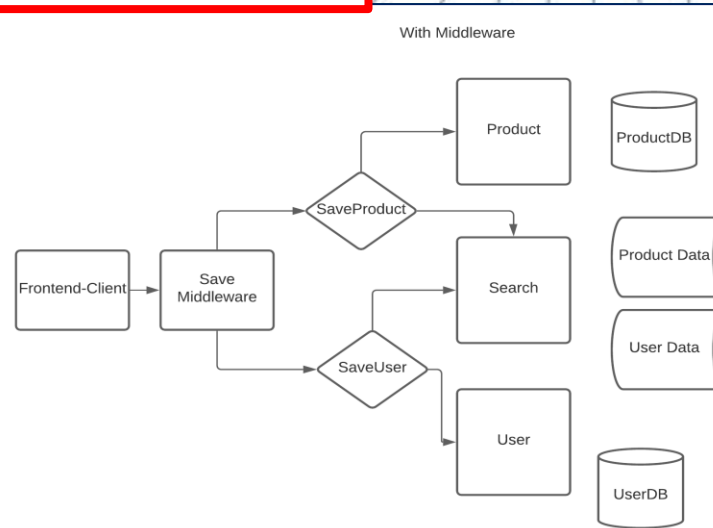 With Middleware
Product
ProductDB
SaveProduct
Product Data
Frontend-Client
Save
Middleware
Search
User Data
SaveUser
User
UserDB